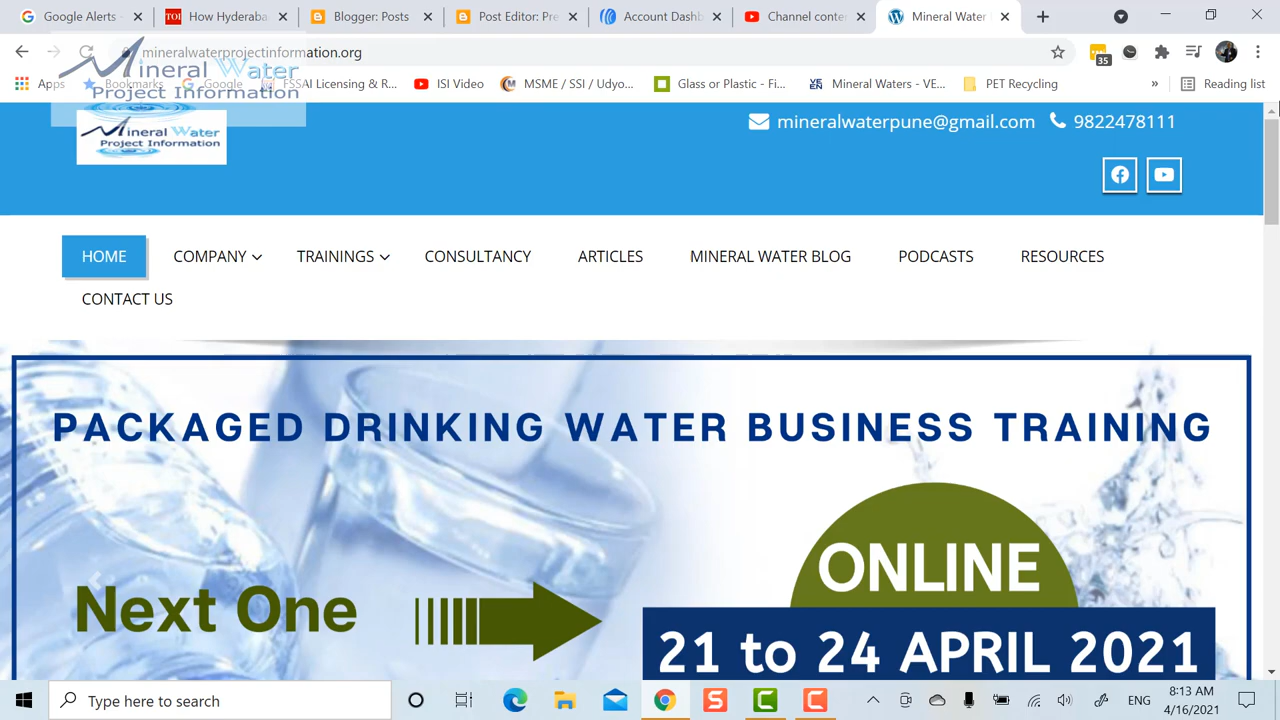 Google Alerts -
How Hyderaba
Blogger: Posts
Post Editor: Pre
Account Dashb
Channel conte
Mineral Water
mineralwaterprojectinformation.org
35
Mineral Water
Project Information
Apps
Bookmarks
Google
FSSAI Licensing & R...
ISI Video
MSME / SSI / Udyo...
Glass or Plastic - Fi...
Mineral Waters - VE...
PET Recycling
»
Reading list
Mineral Water
Project Information
mineralwaterpune@gmail.com
9822478111
HOME
COMPANY
TRAININGS
CONSULTANCY
ARTICLES
MINERAL WATER BLOG
PODCASTS
RESOURCES
CONTACT US
PACKAGED DRINKING WATER BUSINESS TRAINING
Next One
ONLINE
21 to 24 APRIL 2021
Type here to search
ENG
8:13 AM
4/16/2021